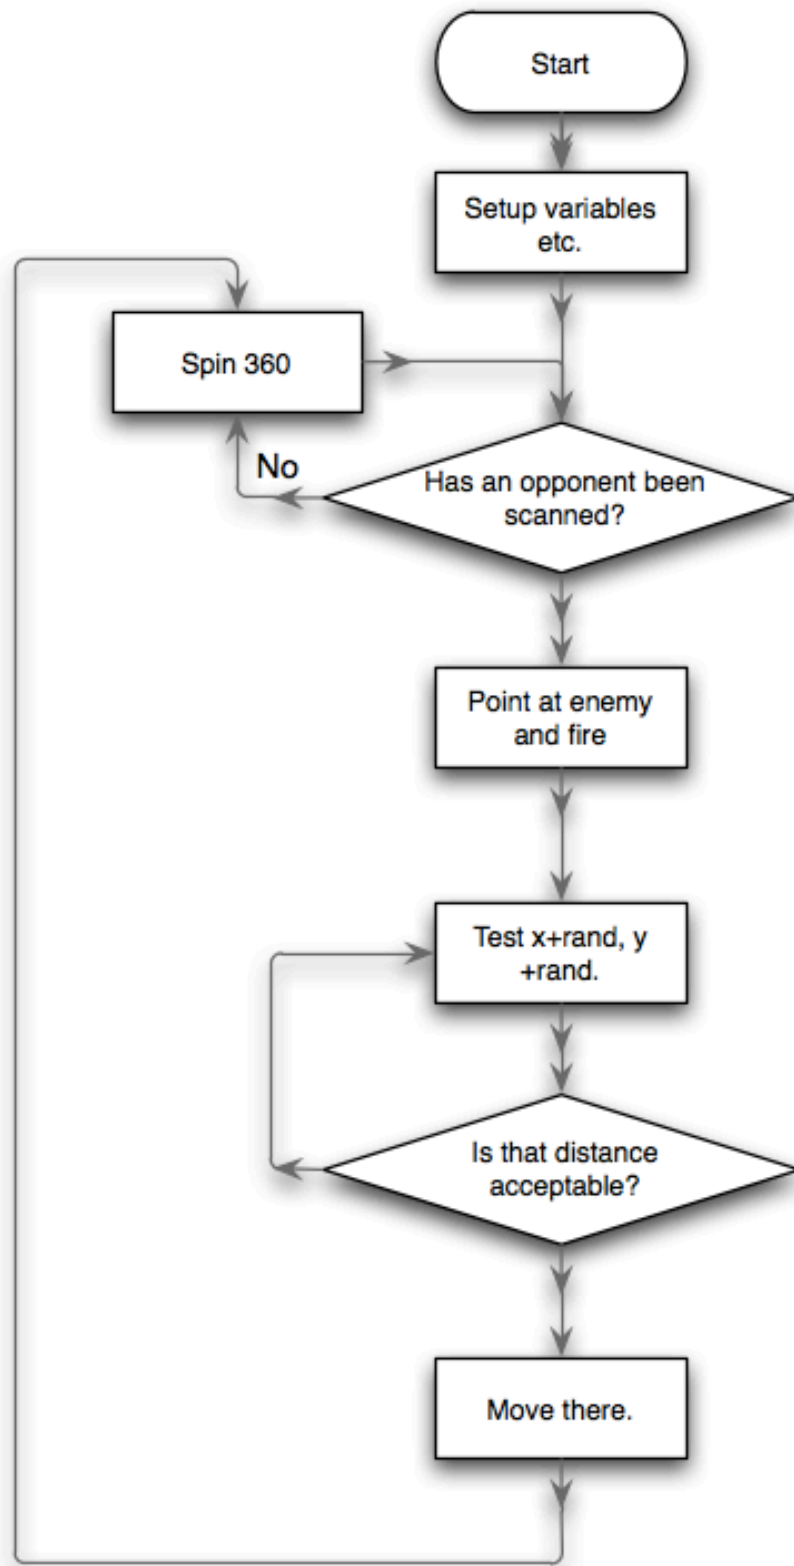 Start
Setup variables
etc.
Spin 360
No
Has an opponent been
scanned?
Point at enemy
and fire
Test x+rand, y
+rand.
Is that distance
acceptable?
Move there.